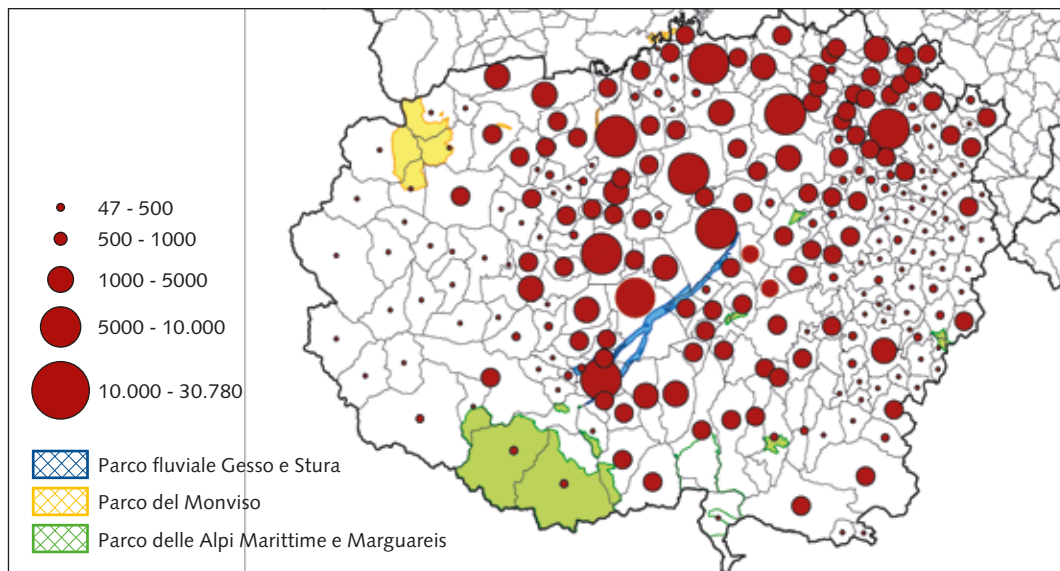 47 - 500
500 - 1000
1000 - 5000
5000 - 10.000
10.000 - 30.780
Parco fluviale Gesso e Stura
Parco del Monviso
Parco delle Alpi Marittime e Marguareis